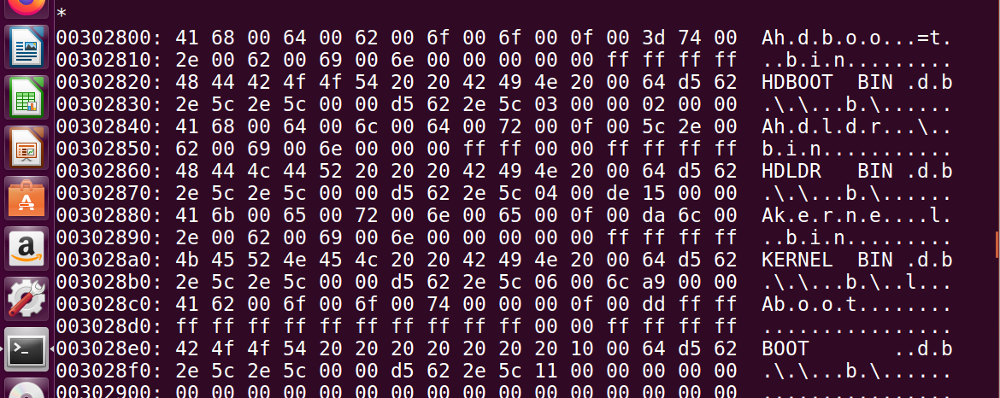 *
00302800: 41 68 00 64 00 62 00 6f 00 6f 00 0f 00 3d 74 00  Ah.d.b.o.o...=t.
00302810: 2e 00 62 00 69 00 6e 00 00 00 00 00 ff ff ff ff  ..b.i.n.........
00302820: 48 44 42 4f 4f 54 20 20 42 49 4e 20 00 64 d5 62  HDBOOT  BIN .d.b
00302830: 2e 5c 2e 5c 00 00 d5 62 2e 5c 03 00 00 02 00 00  .\.\...b.\......
00302840: 41 68 00 64 00 6c 00 64 00 72 00 0f 00 5c 2e 00  Ah.d.l.d.r...\..
00302850: 62 00 69 00 6e 00 00 00 ff ff 00 00 ff ff ff ff  b.i.n...........
00302860: 48 44 4c 44 52 20 20 20 42 49 4e 20 00 64 d5 62  HDLDR   BIN .d.b
00302870: 2e 5c 2e 5c 00 00 d5 62 2e 5c 04 00 de 15 00 00  .\.\...b.\......
00302880: 41 6b 00 65 00 72 00 6e 00 65 00 0f 00 da 6c 00  Ak.e.r.n.e....l.
00302890: 2e 00 62 00 69 00 6e 00 00 00 00 00 ff ff ff ff  ..b.i.n.........
003028a0: 4b 45 52 4e 45 4c 20 20 42 49 4e 20 00 64 d5 62  KERNEL  BIN .d.b
003028b0: 2e 5c 2e 5c 00 00 d5 62 2e 5c 06 00 6c a9 00 00  .\.\...b.\..l...
003028c0: 41 62 00 6f 00 6f 00 74 00 00 00 0f 00 dd ff ff  Ab.o.o.t........
003028d0: ff ff ff ff ff ff ff ff ff ff ff ff 00 00 ff ff ff ff  ................
003028e0: 42 4f 4f 54 20 20 20 20 20 20 20 10 00 64 d5 62  BOOT       ..d.b
003028f0: 2e 5c 2e 5c 00 00 d5 62 2e 5c 11 00 00 00 00 00  .\.\...b.\......
00302900: 00 00 00 00 00 00 00 00 00 00 00 00 00 00 00 00  ................